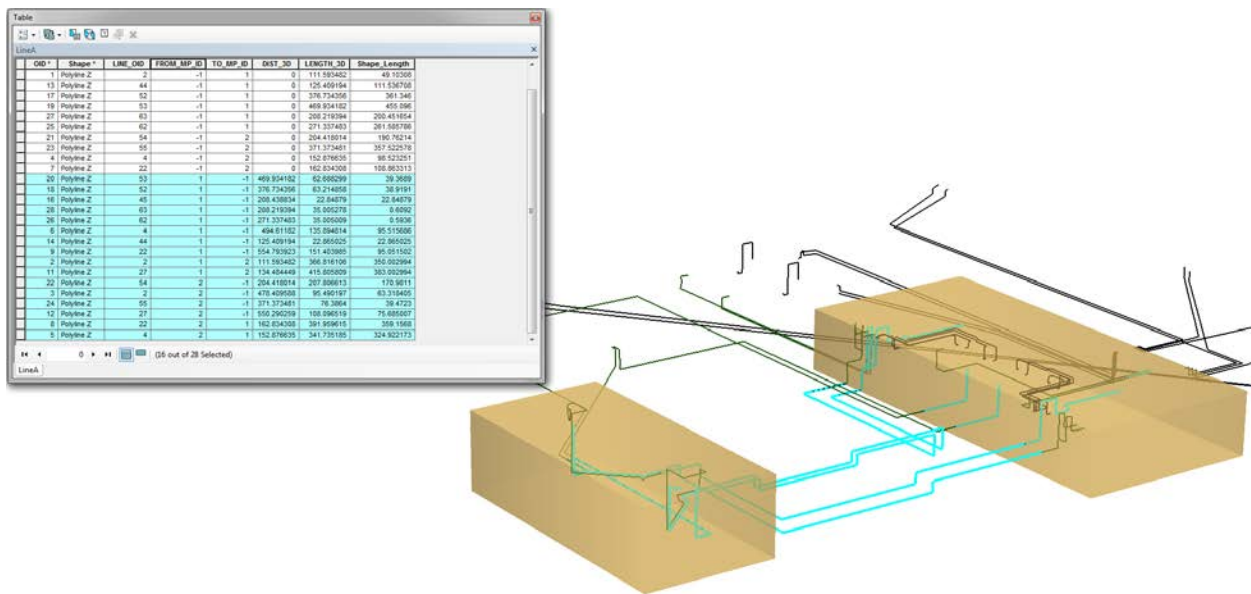 Table
LineA
OID * Shape * LINE_OID FROM_MP_ID TO_MP_ID DIST_3D LENGTH_3D Shape_Length
1 Polyline Z 2 -1 1 0 111.593482 49.10308
13 Polyline Z 44 -1 1 0 125.409194 111.536708
17 Polyline Z 52 -1 1 0 376.734356 361.346
19 Polyline Z 53 -1 1 0 469.934182 455.096
27 Polyline Z 63 -1 1 0 208.219394 200.451654
25 Polyline Z 62 -1 1 0 271.337483 261.585786
21 Polyline Z 54 -1 2 0 204.418014 190.76214
23 Polyline Z 55 -1 2 0 371.373481 357.522578
4 Polyline Z 4 -1 2 0 152.876635 98.523251
7 Polyline Z 22 -1 2 0 162.834308 108.863313
20 Polyline Z 53 1 -1 469.934182 62.688299 39.3689
18 Polyline Z 52 1 -1 376.734356 63.214858 38.9191
16 Polyline Z 45 1 -1 208.438834 22.84879 22.84879
28 Polyline Z 63 1 -1 208.219394 35.005278 0.6092
26 Polyline Z 62 1 -1 271.337483 35.005009 0.5936
6 Polyline Z 4 1 -1 494.61182 135.894814 95.515686
14 Polyline Z 44 1 -1 125.409194 22.865025 22.865025
9 Polyline Z 22 1 -1 554.793923 151.403985 95.051502
2 Polyline Z 2 1 2 111.593482 366.816106 350.002994
11 Polyline Z 27 1 2 134.484449 415.805809 383.002994
22 Polyline Z 54 2 -1 204.418014 207.806613 170.9811
3 Polyline Z 2 2 -1 478.409588 95.490197 63.318405
24 Polyline Z 55 2 -1 371.373481 76.3864 39.4723
12 Polyline Z 27 2 -1 550.290259 108.096519 75.685087
8 Polyline Z 22 2 1 162.834308 391.959615 359.1568
5 Polyline Z 4 2 1 152.876635 341.735185 324.922173
0 (16 out of 28 Selected)
LineA